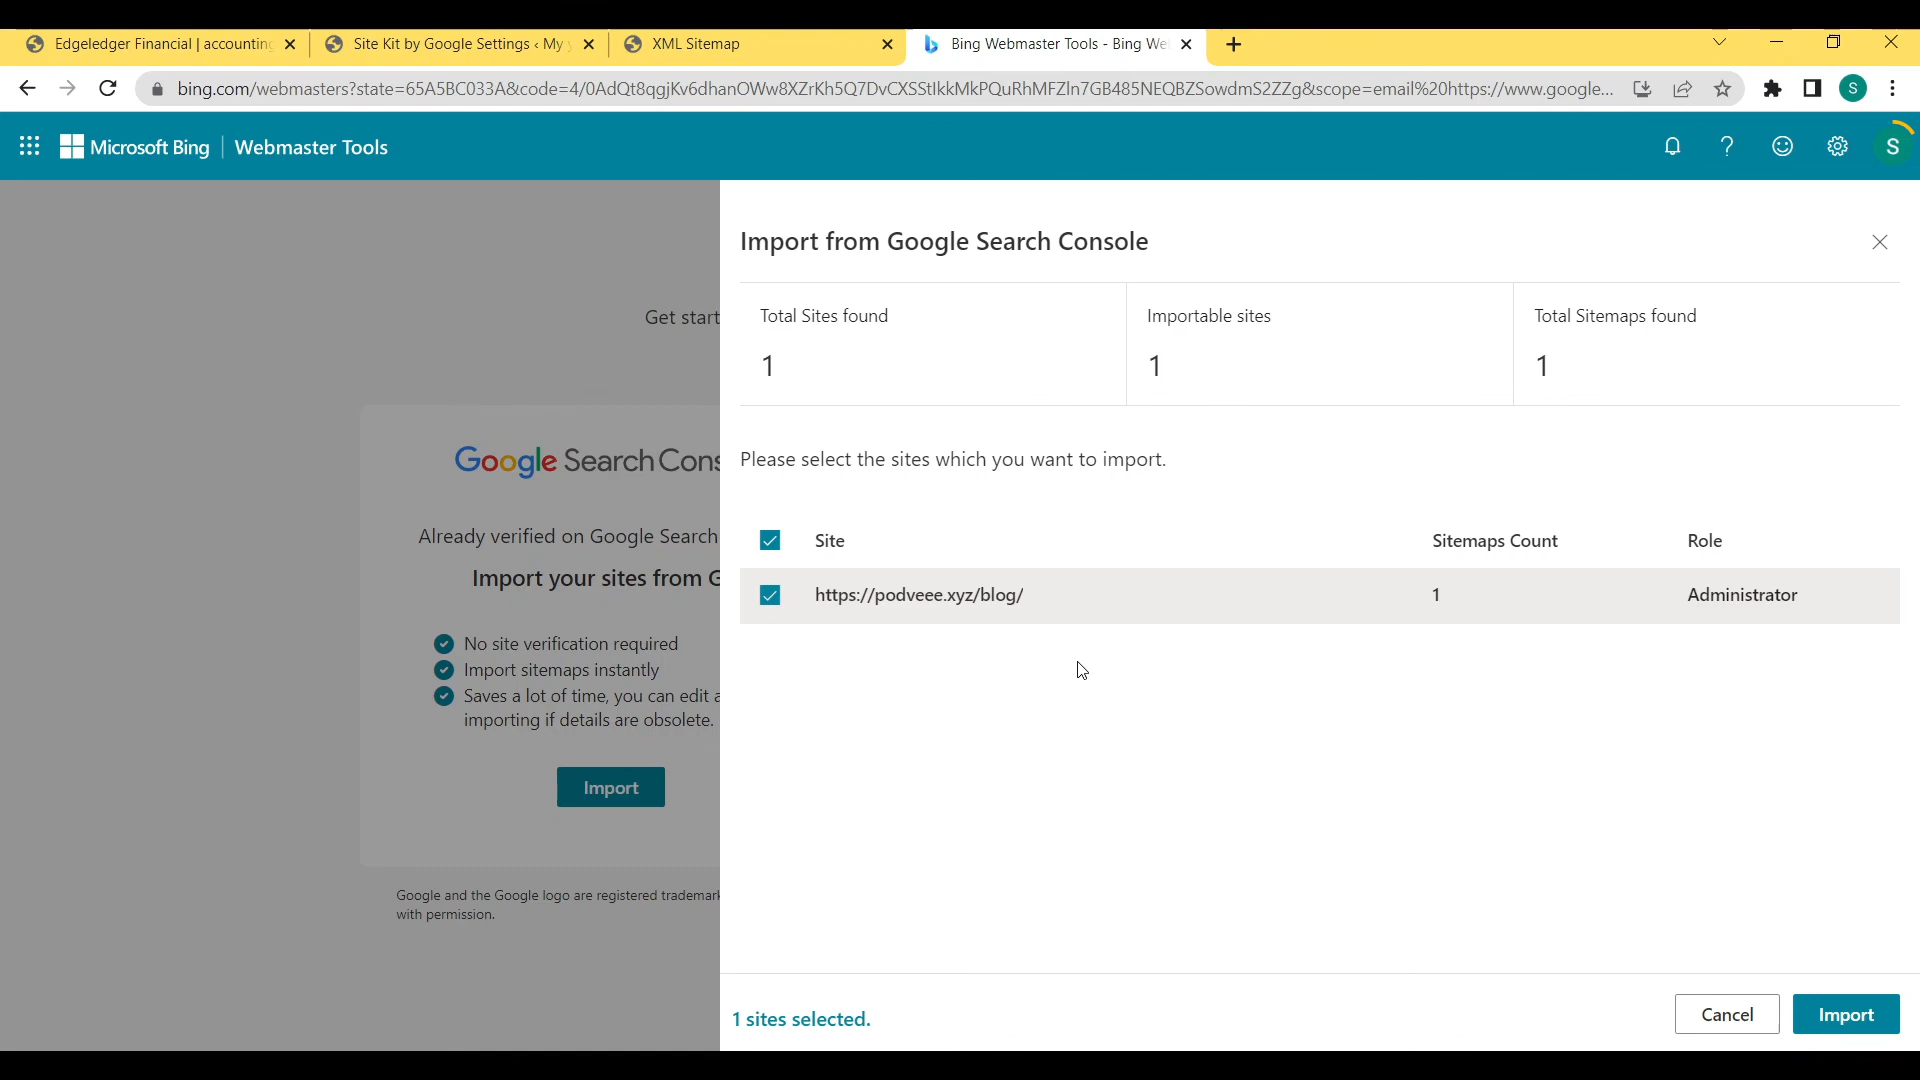 Edgeledger Financial | accounting
Site Kit by Google Settings ‹ My
XML Sitemap
Bing Webmaster Tools - Bing We
bing.com/webmasters?state=65A5BC033A&code=4/0AdQt8qgjKv6dhanOWw8XZrKh5Q7DvCXSStIkkMkPQuRhMFZln7GB485NEQBZSowdmS2ZZg&scope=email%20https://www.google...
S
Microsoft Bing | Webmaster Tools
S
Get start
Google Search Cons
Already verified on Google Search
Import your sites from G
No site verification required
Import sitemaps instantly
Saves a lot of time, you can edit a
importing if details are obsolete.
Import
Google and the Google logo are registered trademark
with permission.
Import from Google Search Console
Total Sites found
1
Importable sites
1
Total Sitemaps found
1
Please select the sites which you want to import.
Site Sitemaps Count Role
https://podveee.xyz/blog/ 1 Administrator
1 sites selected.
Cancel
Import